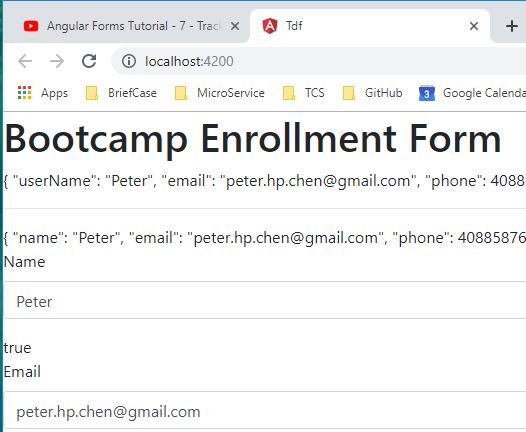 Angular Forms Tutorial - 7 - Track
Tdf
localhost:4200
Apps BriefCase MicroService TCS GitHub 3 Google Calenda
Bootcamp Enrollment Form
{ "userName": "Peter", "email": "peter.hp.chen@gmail.com", "phone": 4088
{ "name": "Peter", "email": "peter.hp.chen@gmail.com", "phone": 40885876
Name
Peter
true
Email
peter.hp.chen@gmail.com